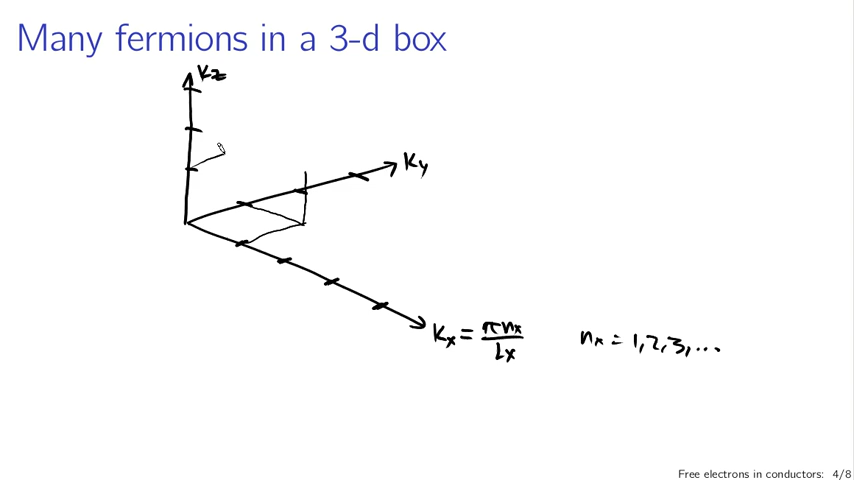 Many fermions in a 3-d box
Kz
Ky
Kx = πnx/Lx nx = 1,2,3,...
Free electrons in conductors: 4/8